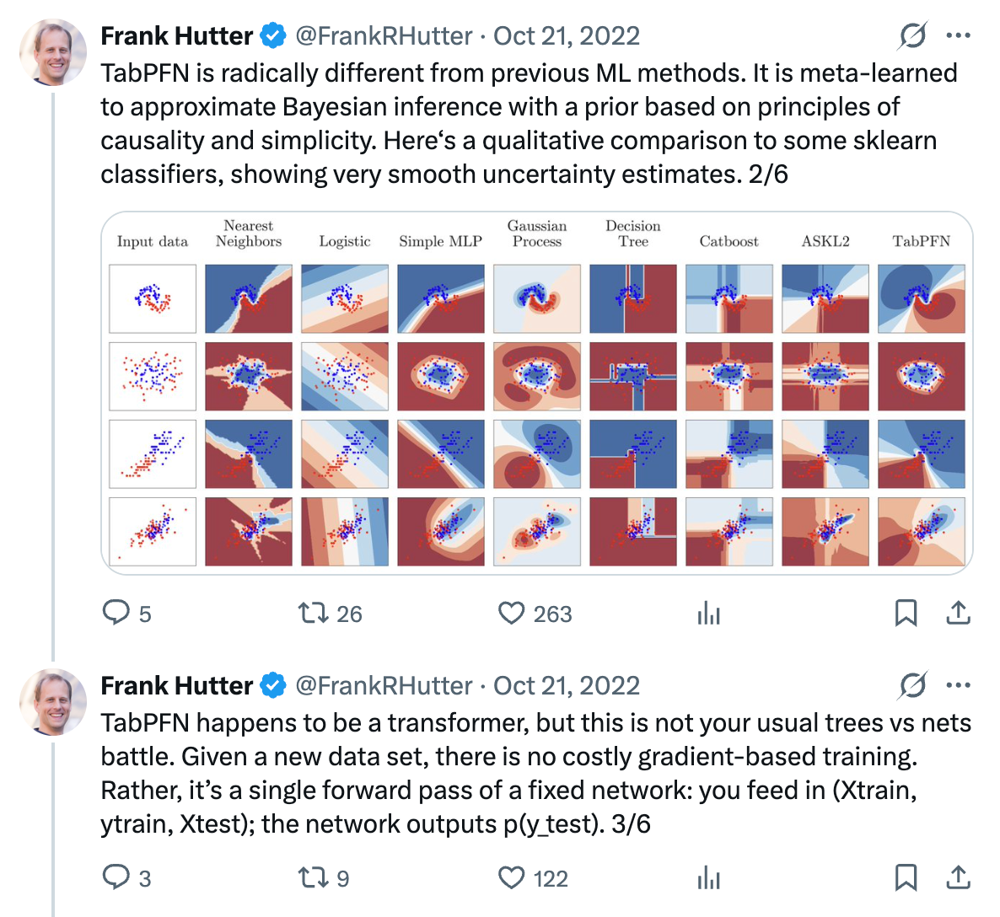 Frank Hutter @FrankRHutter · Oct 21, 2022
TabPFN is radically different from previous ML methods. It is meta-learned
to approximate Bayesian inference with a prior based on principles of
causality and simplicity. Here‘s a qualitative comparison to some sklearn
classifiers, showing very smooth uncertainty estimates. 2/6
Input data
Nearest
Neighbors
Logistic
Simple MLP
Gaussian
Process
Decision
Tree
Catboost
ASKL2
TabPFN
5 26 263
Frank Hutter @FrankRHutter · Oct 21, 2022
TabPFN happens to be a transformer, but this is not your usual trees vs nets
battle. Given a new data set, there is no costly gradient-based training.
Rather, it’s a single forward pass of a fixed network: you feed in (Xtrain,
ytrain, Xtest); the network outputs p(y_test). 3/6
3 9 122